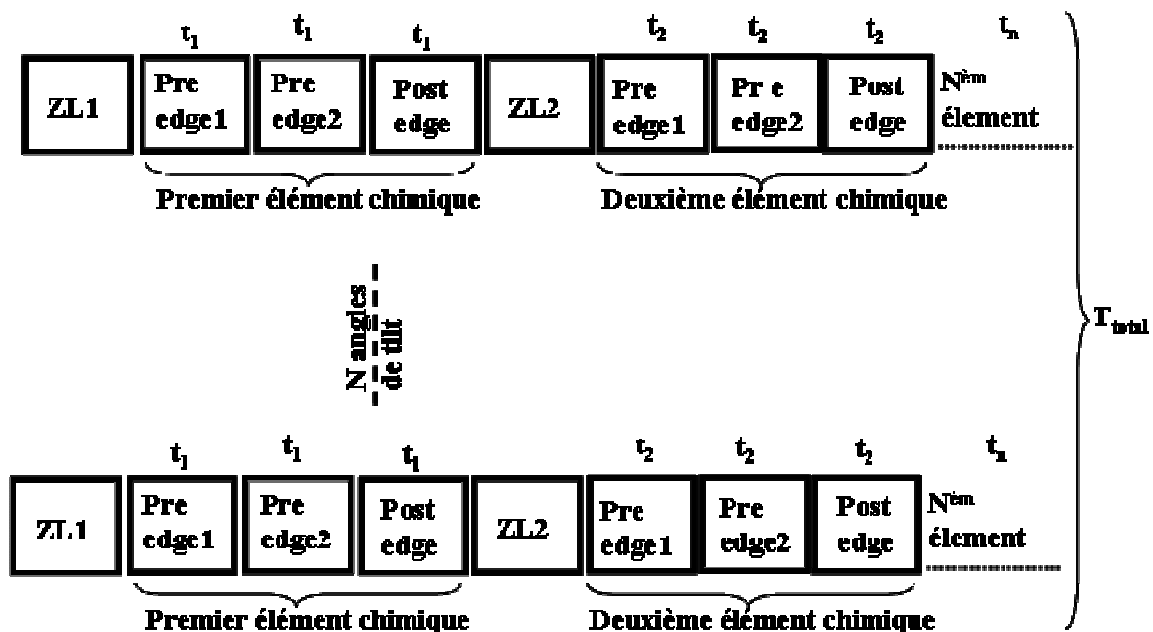 t₁ t₁ t₁ t₂ t₂ t₂ tₙ
ZL1
Pre
edge1
Pre
edge2
Post
edge
ZL2
Pre
edge1
Pr e
edge2
Post
edge
Nᵉ̀ᵐ
élement
Premier élément chimique
Deuxième élément chimique
N angles
de tilt
T_total
t₁ t₁ t₁ t₂ t₂ t₂ tₙ
ZL1
Pre
edge1
Pre
edge2
Post
edge
ZL2
Pre
edge1
Pre
edge2
Post
edge
Nᵉ̀ᵐ
élement
Premier élément chimique
Deuxième élément chimique